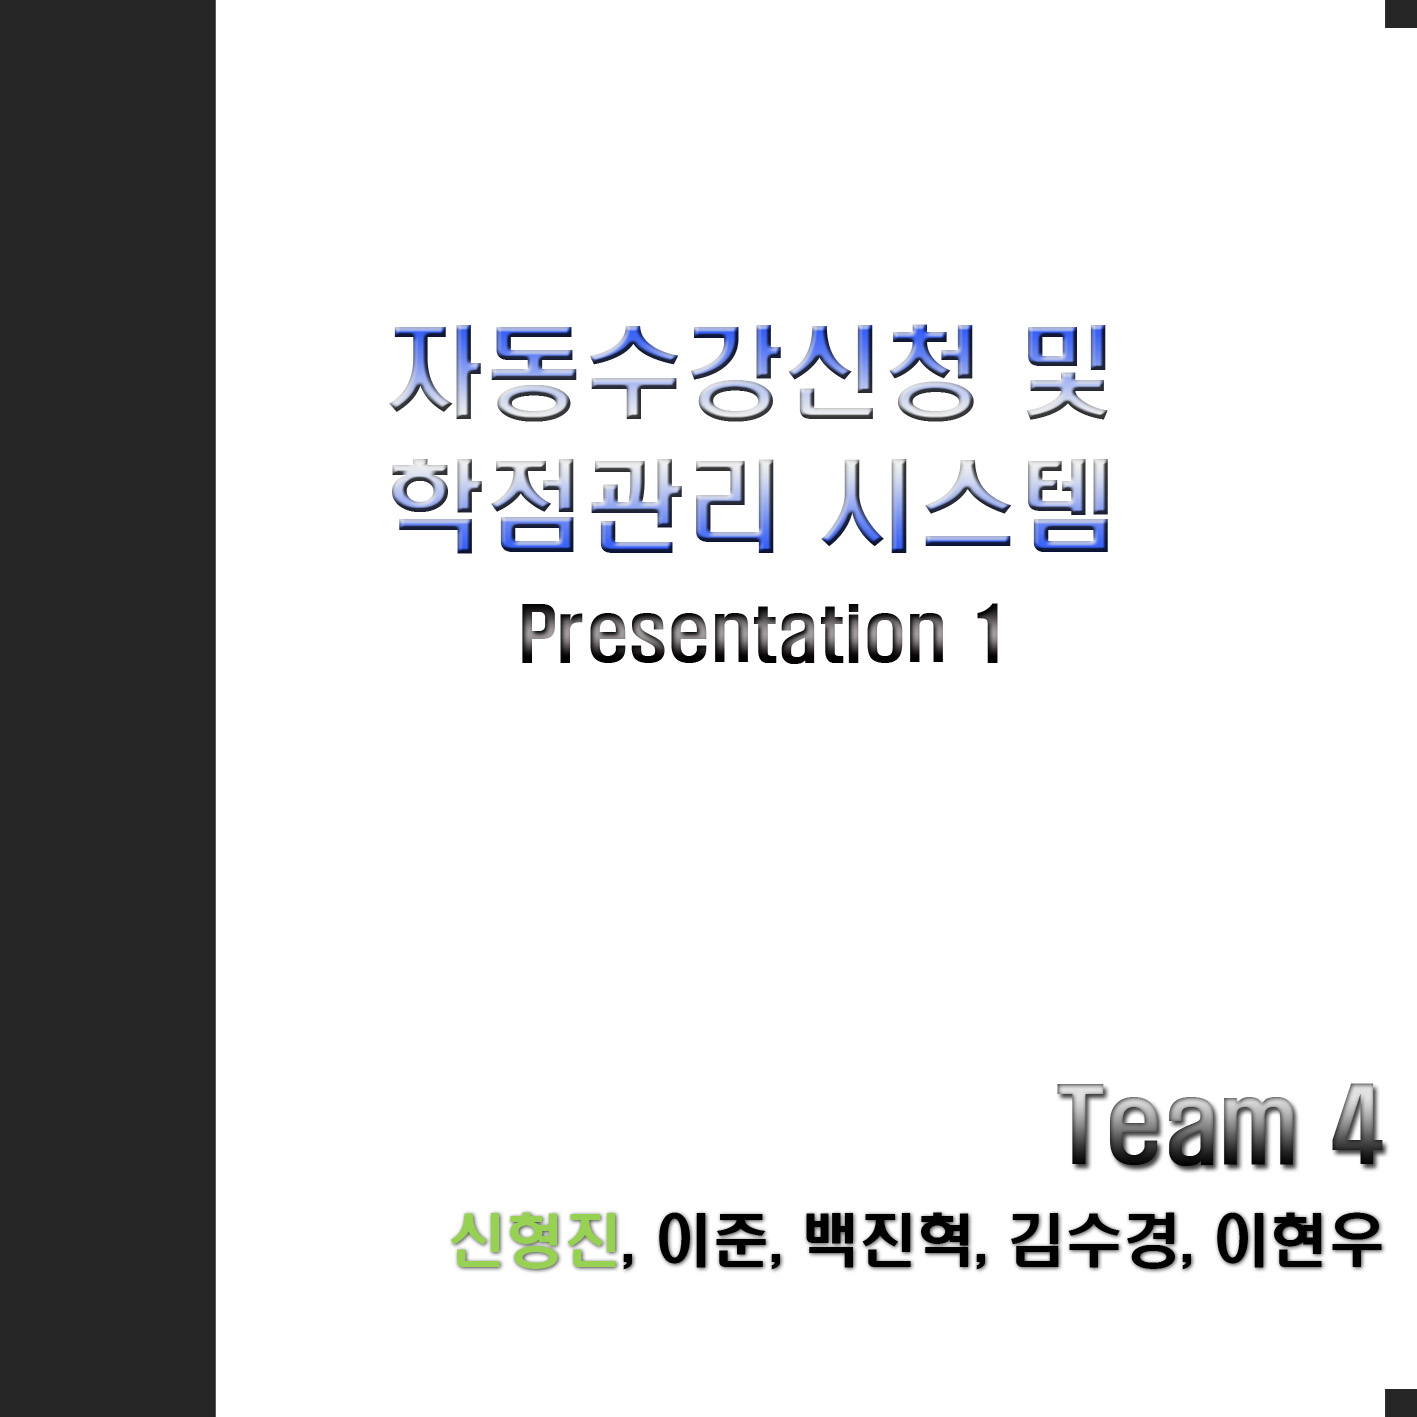 자동수강신청 및
학점관리 시스템
Presentation 1
Team 4
신형진, 이준, 백진혁, 김수경, 이현우